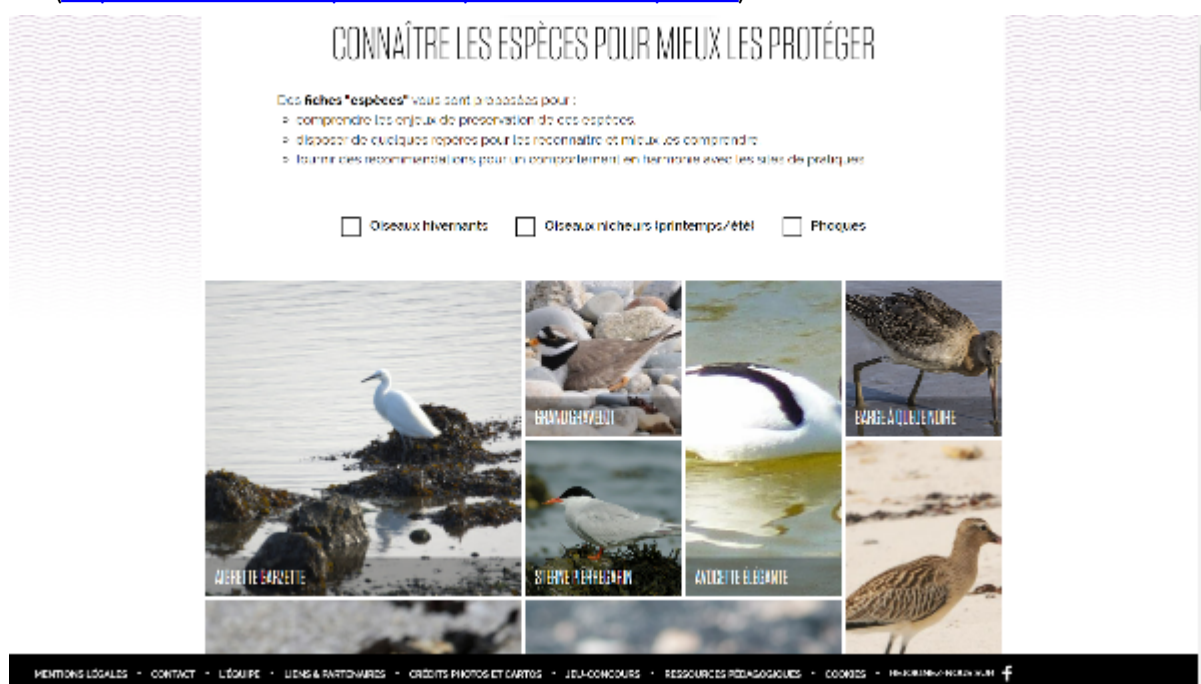 CONNAÎTRE LES ESPÈCES POUR MIEUX LES PROTÉGER
Des fiches "espèces" vous sont proposées pour :
comprendre les enjeux de préservation de ces espèces.
disposer de quelques repères pour les reconnaître et mieux les comprendre
fournir des recommandations pour un comportement en harmonie avec les sites de pratiques
Oiseaux hivernants
Oiseaux nicheurs (printemps/été)
Phoques
GRAND GRAVELOT
BARGE À QUEUE NOIRE
AIGRETTE GARZETTE
STERNE PIERREGARIN
AVOCETTE ÉLÉGANTE
MENTIONS LÉGALES • CONTACT • L'ÉQUIPE • LIENS & PARTENAIRES • CRÉDITS PHOTOS ET CARTOS • JEU-CONCOURS • RESSOURCES PÉDAGOGIQUES • COOKIES • REJOIGNEZ-NOUS SUR